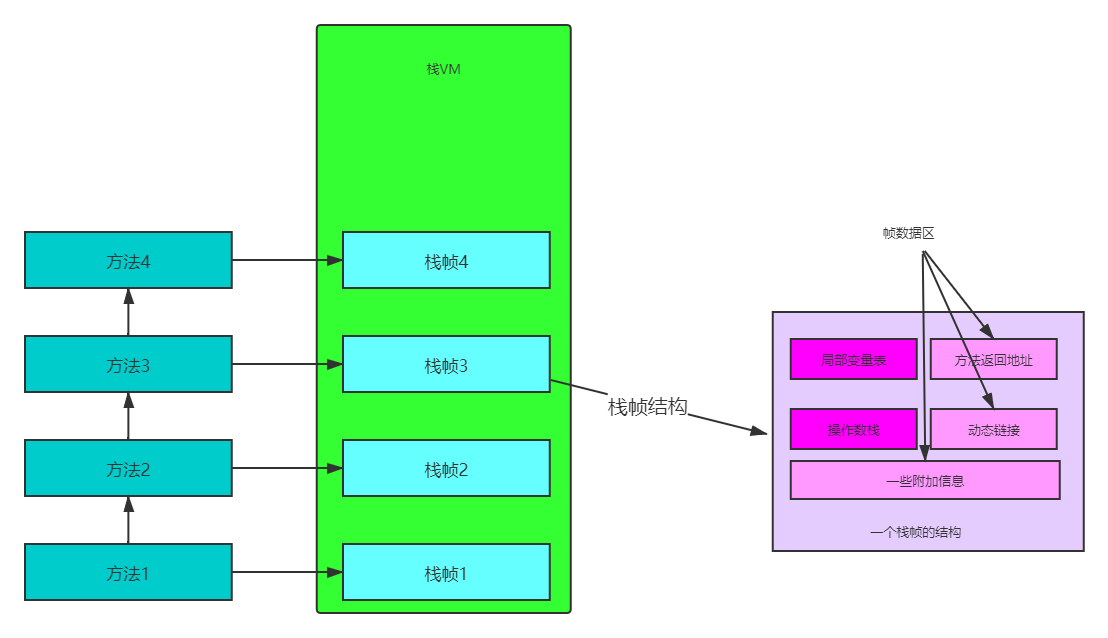 栈VM
方法4
栈帧4
方法3
栈帧3
方法2
栈帧2
方法1
栈帧1
栈帧结构
帧数据区
局部变量表
方法返回地址
操作数栈
动态链接
一些附加信息
一个栈帧的结构